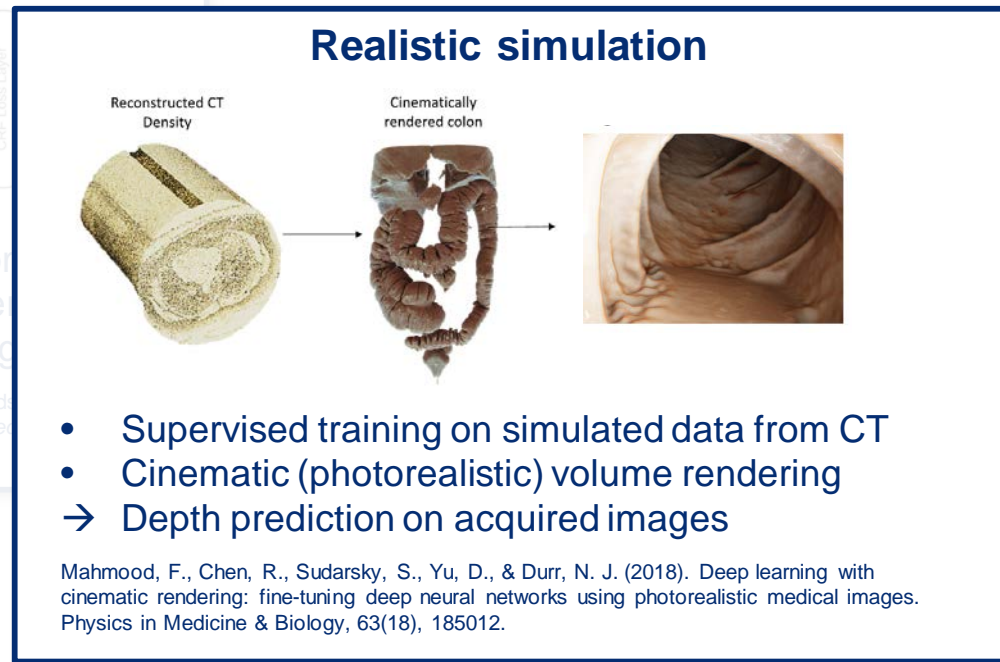 Realistic simulation
Reconstructed CT
Density
Cinematically
rendered colon
• Supervised training on simulated data from CT
• Cinematic (photorealistic) volume rendering
→ Depth prediction on acquired images
Mahmood, F., Chen, R., Sudarsky, S., Yu, D., & Durr, N. J. (2018). Deep learning with
cinematic rendering: fine-tuning deep neural networks using photorealistic medical images.
Physics in Medicine & Biology, 63(18), 185012.